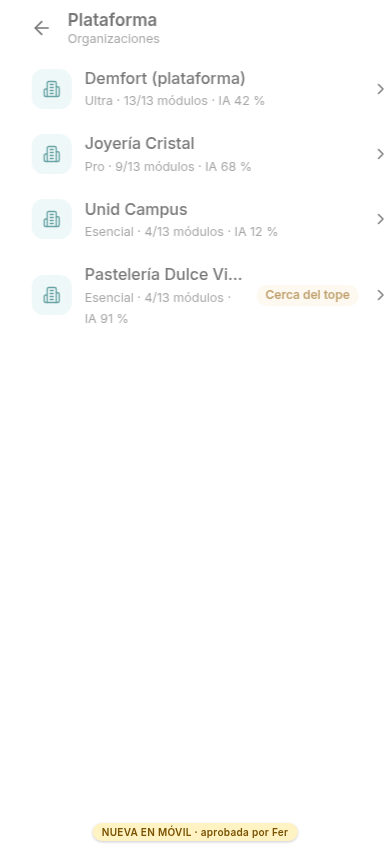 Plataforma
Organizaciones
Demfort (plataforma)
Ultra · 13/13 módulos · IA 42 %
Joyería Cristal
Pro · 9/13 módulos · IA 68 %
Unid Campus
Esencial · 4/13 módulos · IA 12 %
Pastelería Dulce Vi...
Esencial · 4/13 módulos ·
IA 91 %
Cerca del tope
NUEVA EN MÓVIL · aprobada por Fer